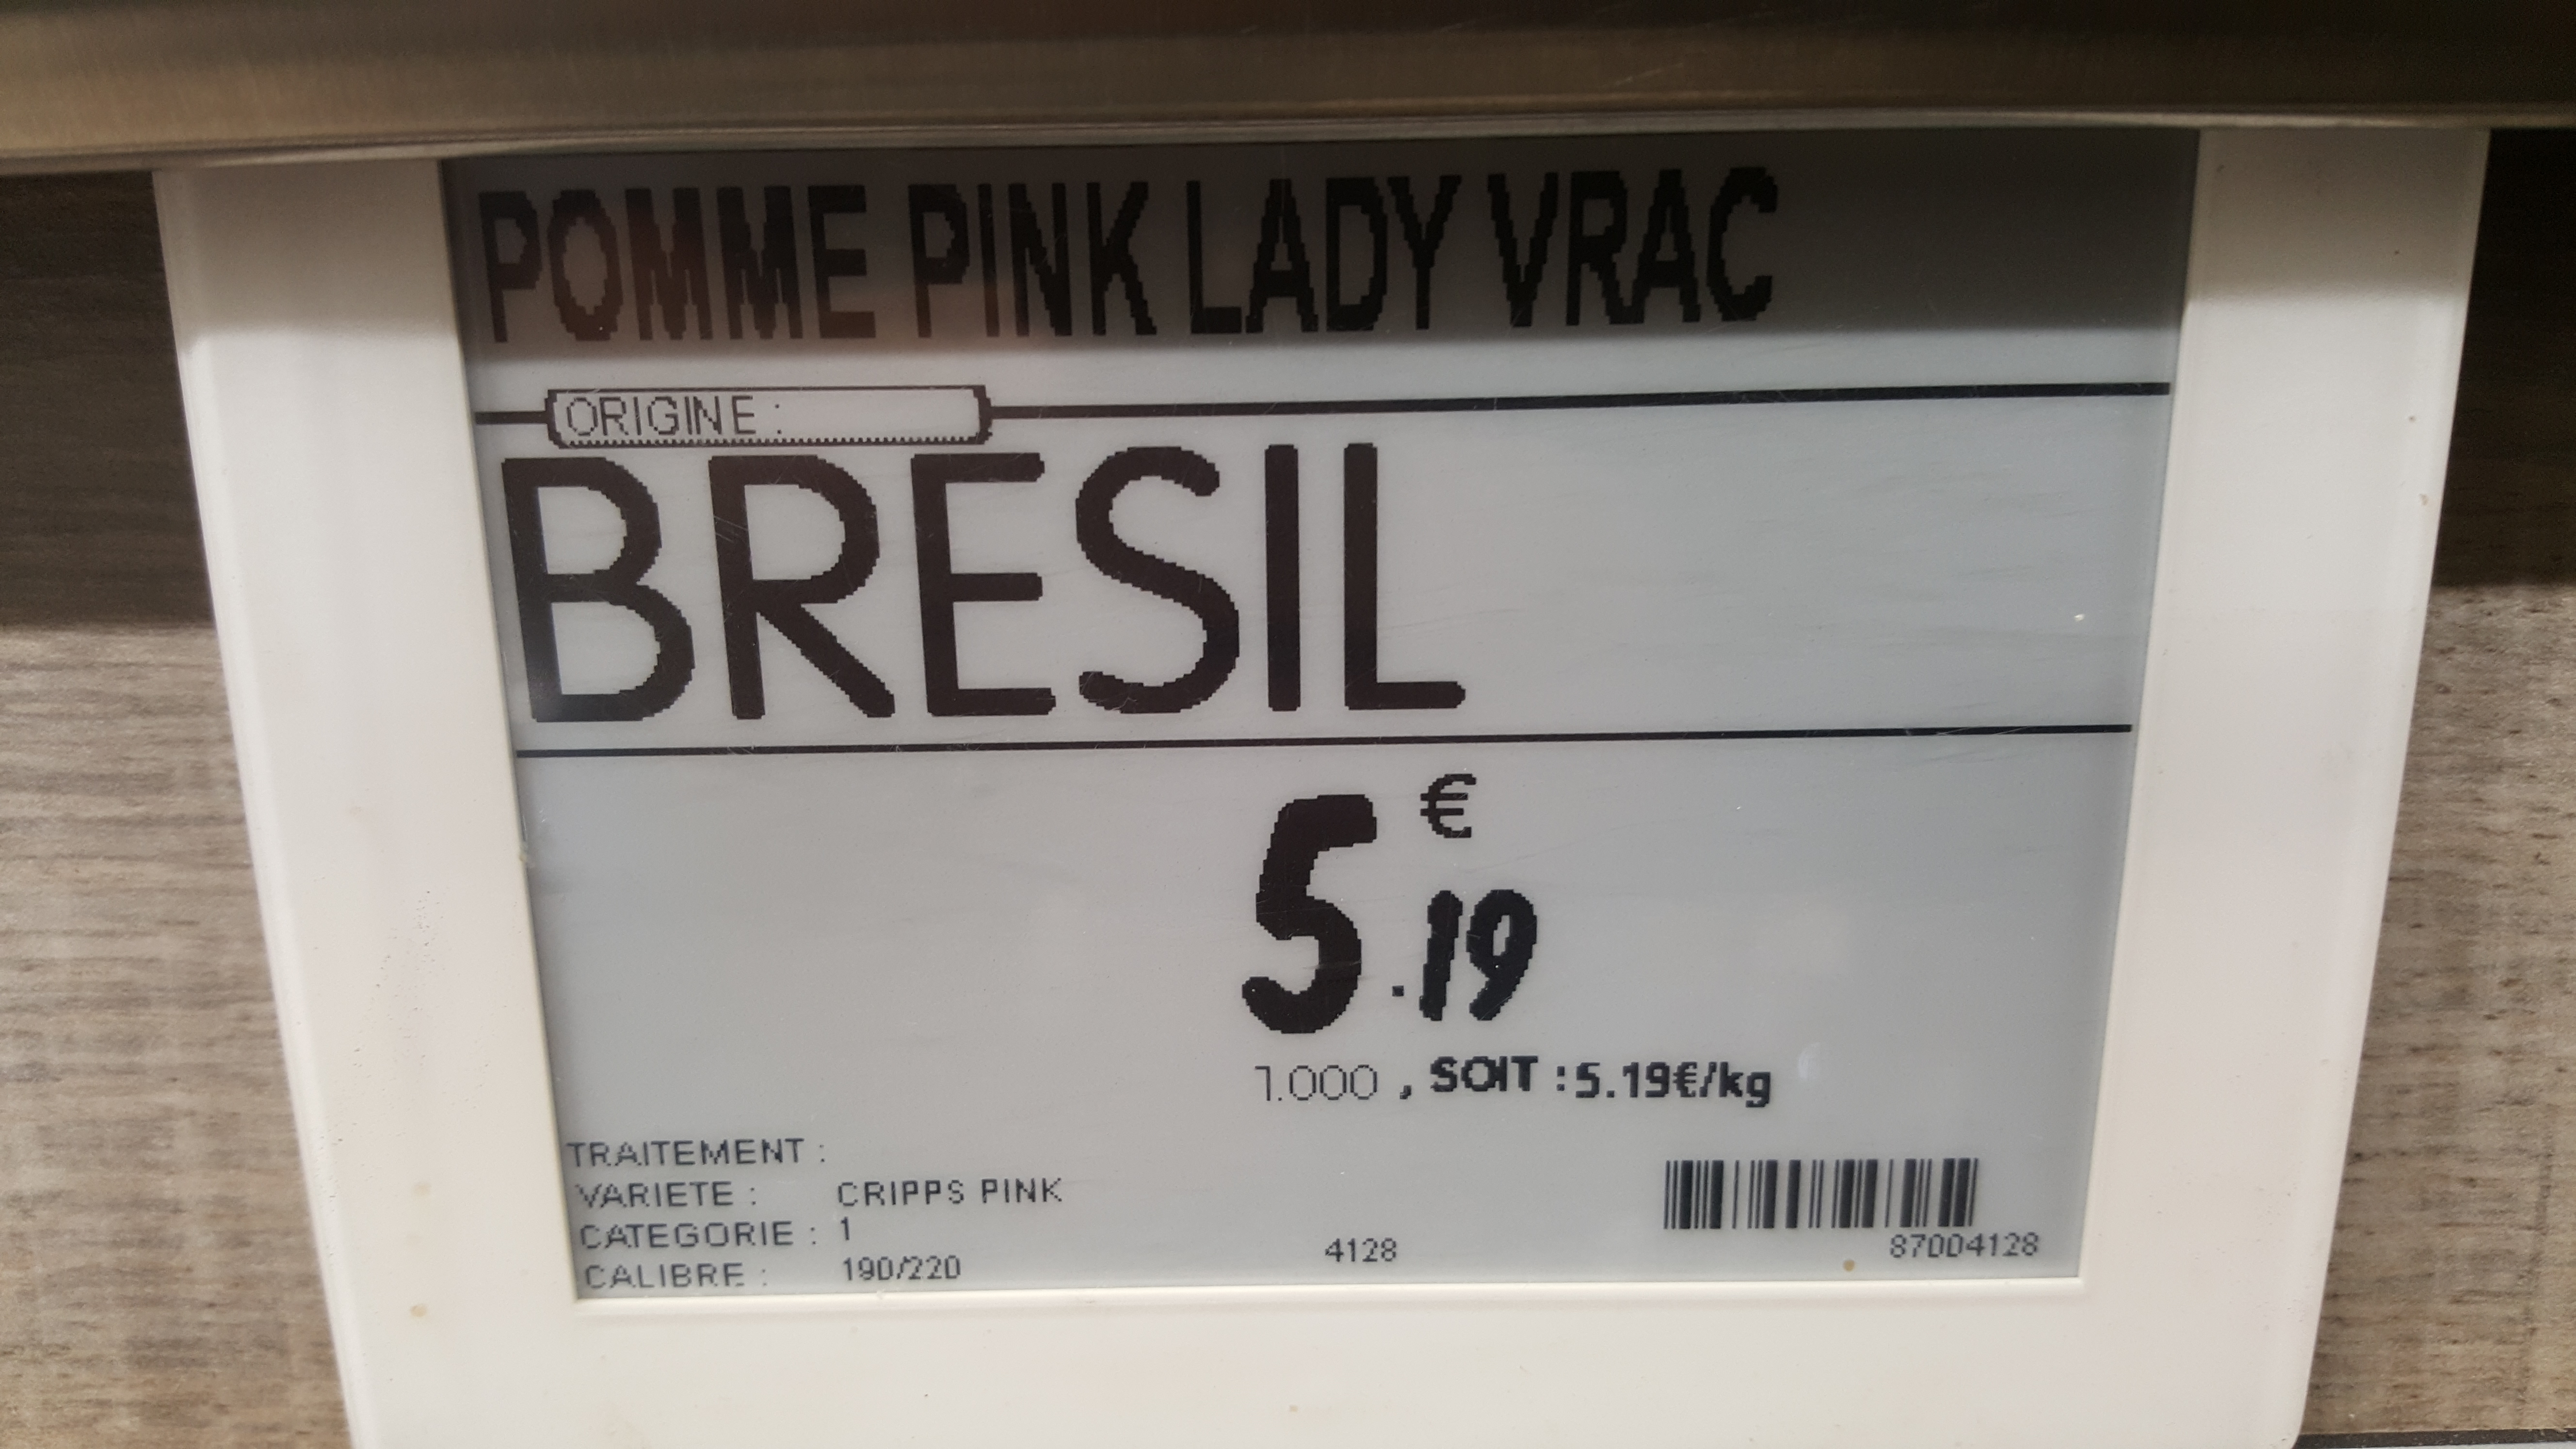 POMME PINK LADY VRAC
ORIGINE :
BRESIL
5.19 €
1.000 , SOIT : 5.19€/kg
TRAITEMENT :
VARIETE : CRIPPS PINK
CATEGORIE : 1
CALIBRE : 190/220
4128
87004128